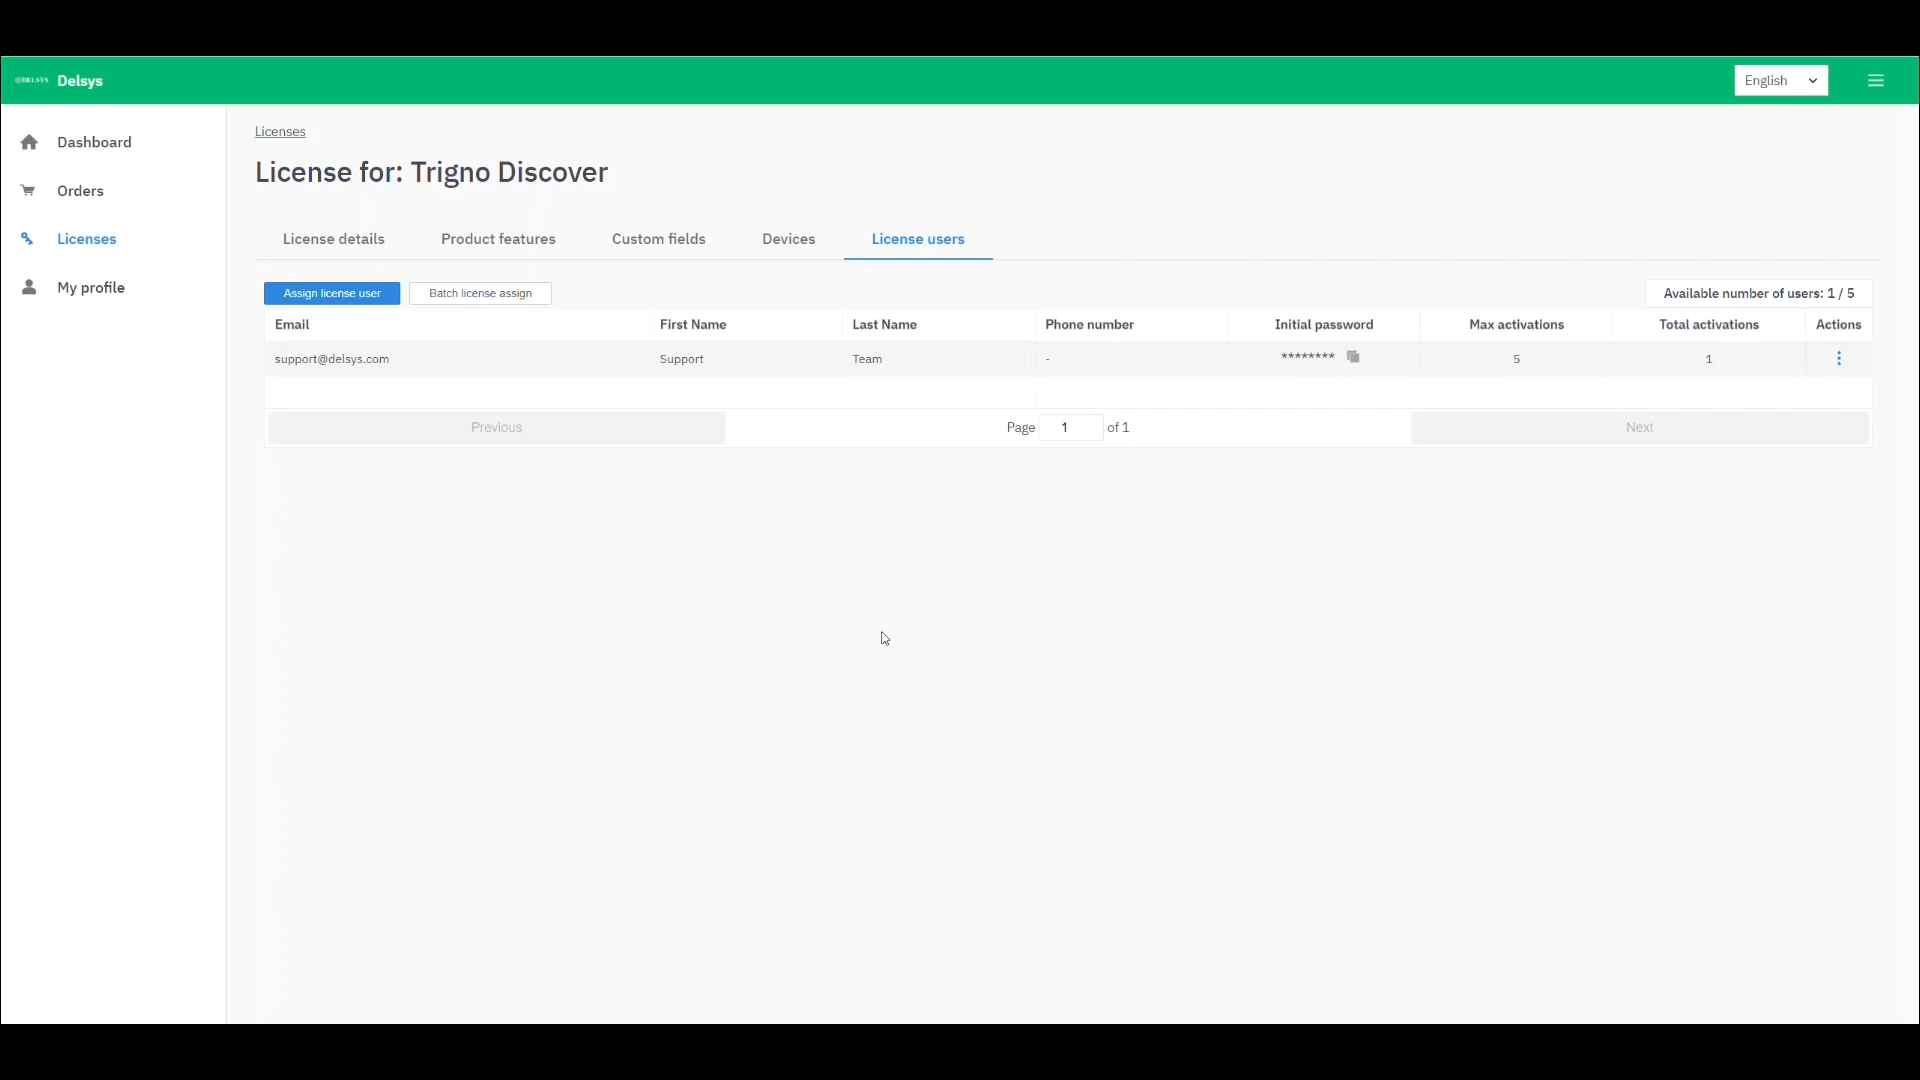 DELSYS Delsys
English
Dashboard
Orders
Licenses
My profile
Licenses
License for: Trigno Discover
License details Product features Custom fields Devices License users
Assign license user Batch license assign Available number of users: 1 / 5
Email First Name Last Name Phone number Initial password Max activations Total activations Actions
support@delsys.com Support Team - ******** 5 1
Previous Page 1 of 1 Next